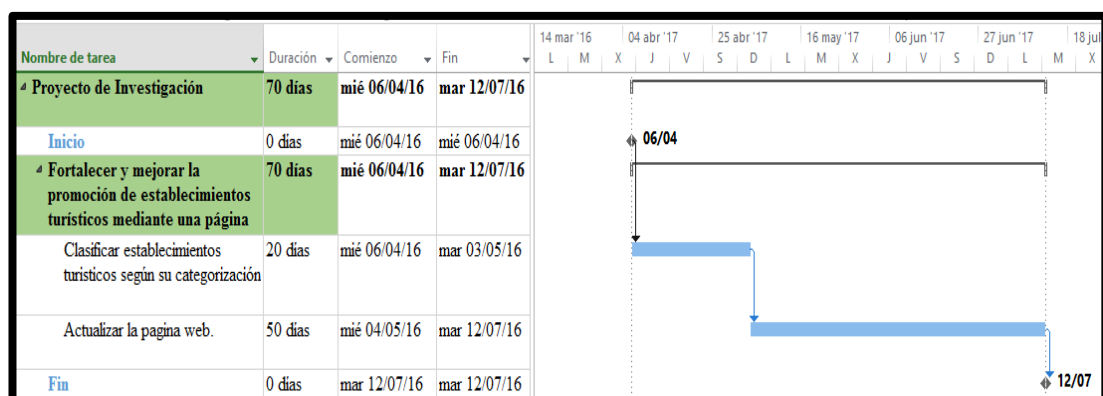 14 mar '16 04 abr '17 25 abr '17 16 may '17 06 jun '17 27 jun '17 18 jul
Nombre de tarea Duración Comienzo Fin L M X J V S D L M X J V S D L M X
Proyecto de Investigación 70 días mié 06/04/16 mar 12/07/16
Inicio 0 días mié 06/04/16 mié 06/04/16 06/04
Fortalecer y mejorar la 70 días mié 06/04/16 mar 12/07/16
promoción de establecimientos
turísticos mediante una página
Clasificar establecimientos 20 días mié 06/04/16 mar 03/05/16
turisticos según su categorización
Actualizar la pagina web. 50 días mié 04/05/16 mar 12/07/16
Fin 0 días mar 12/07/16 mar 12/07/16 12/07